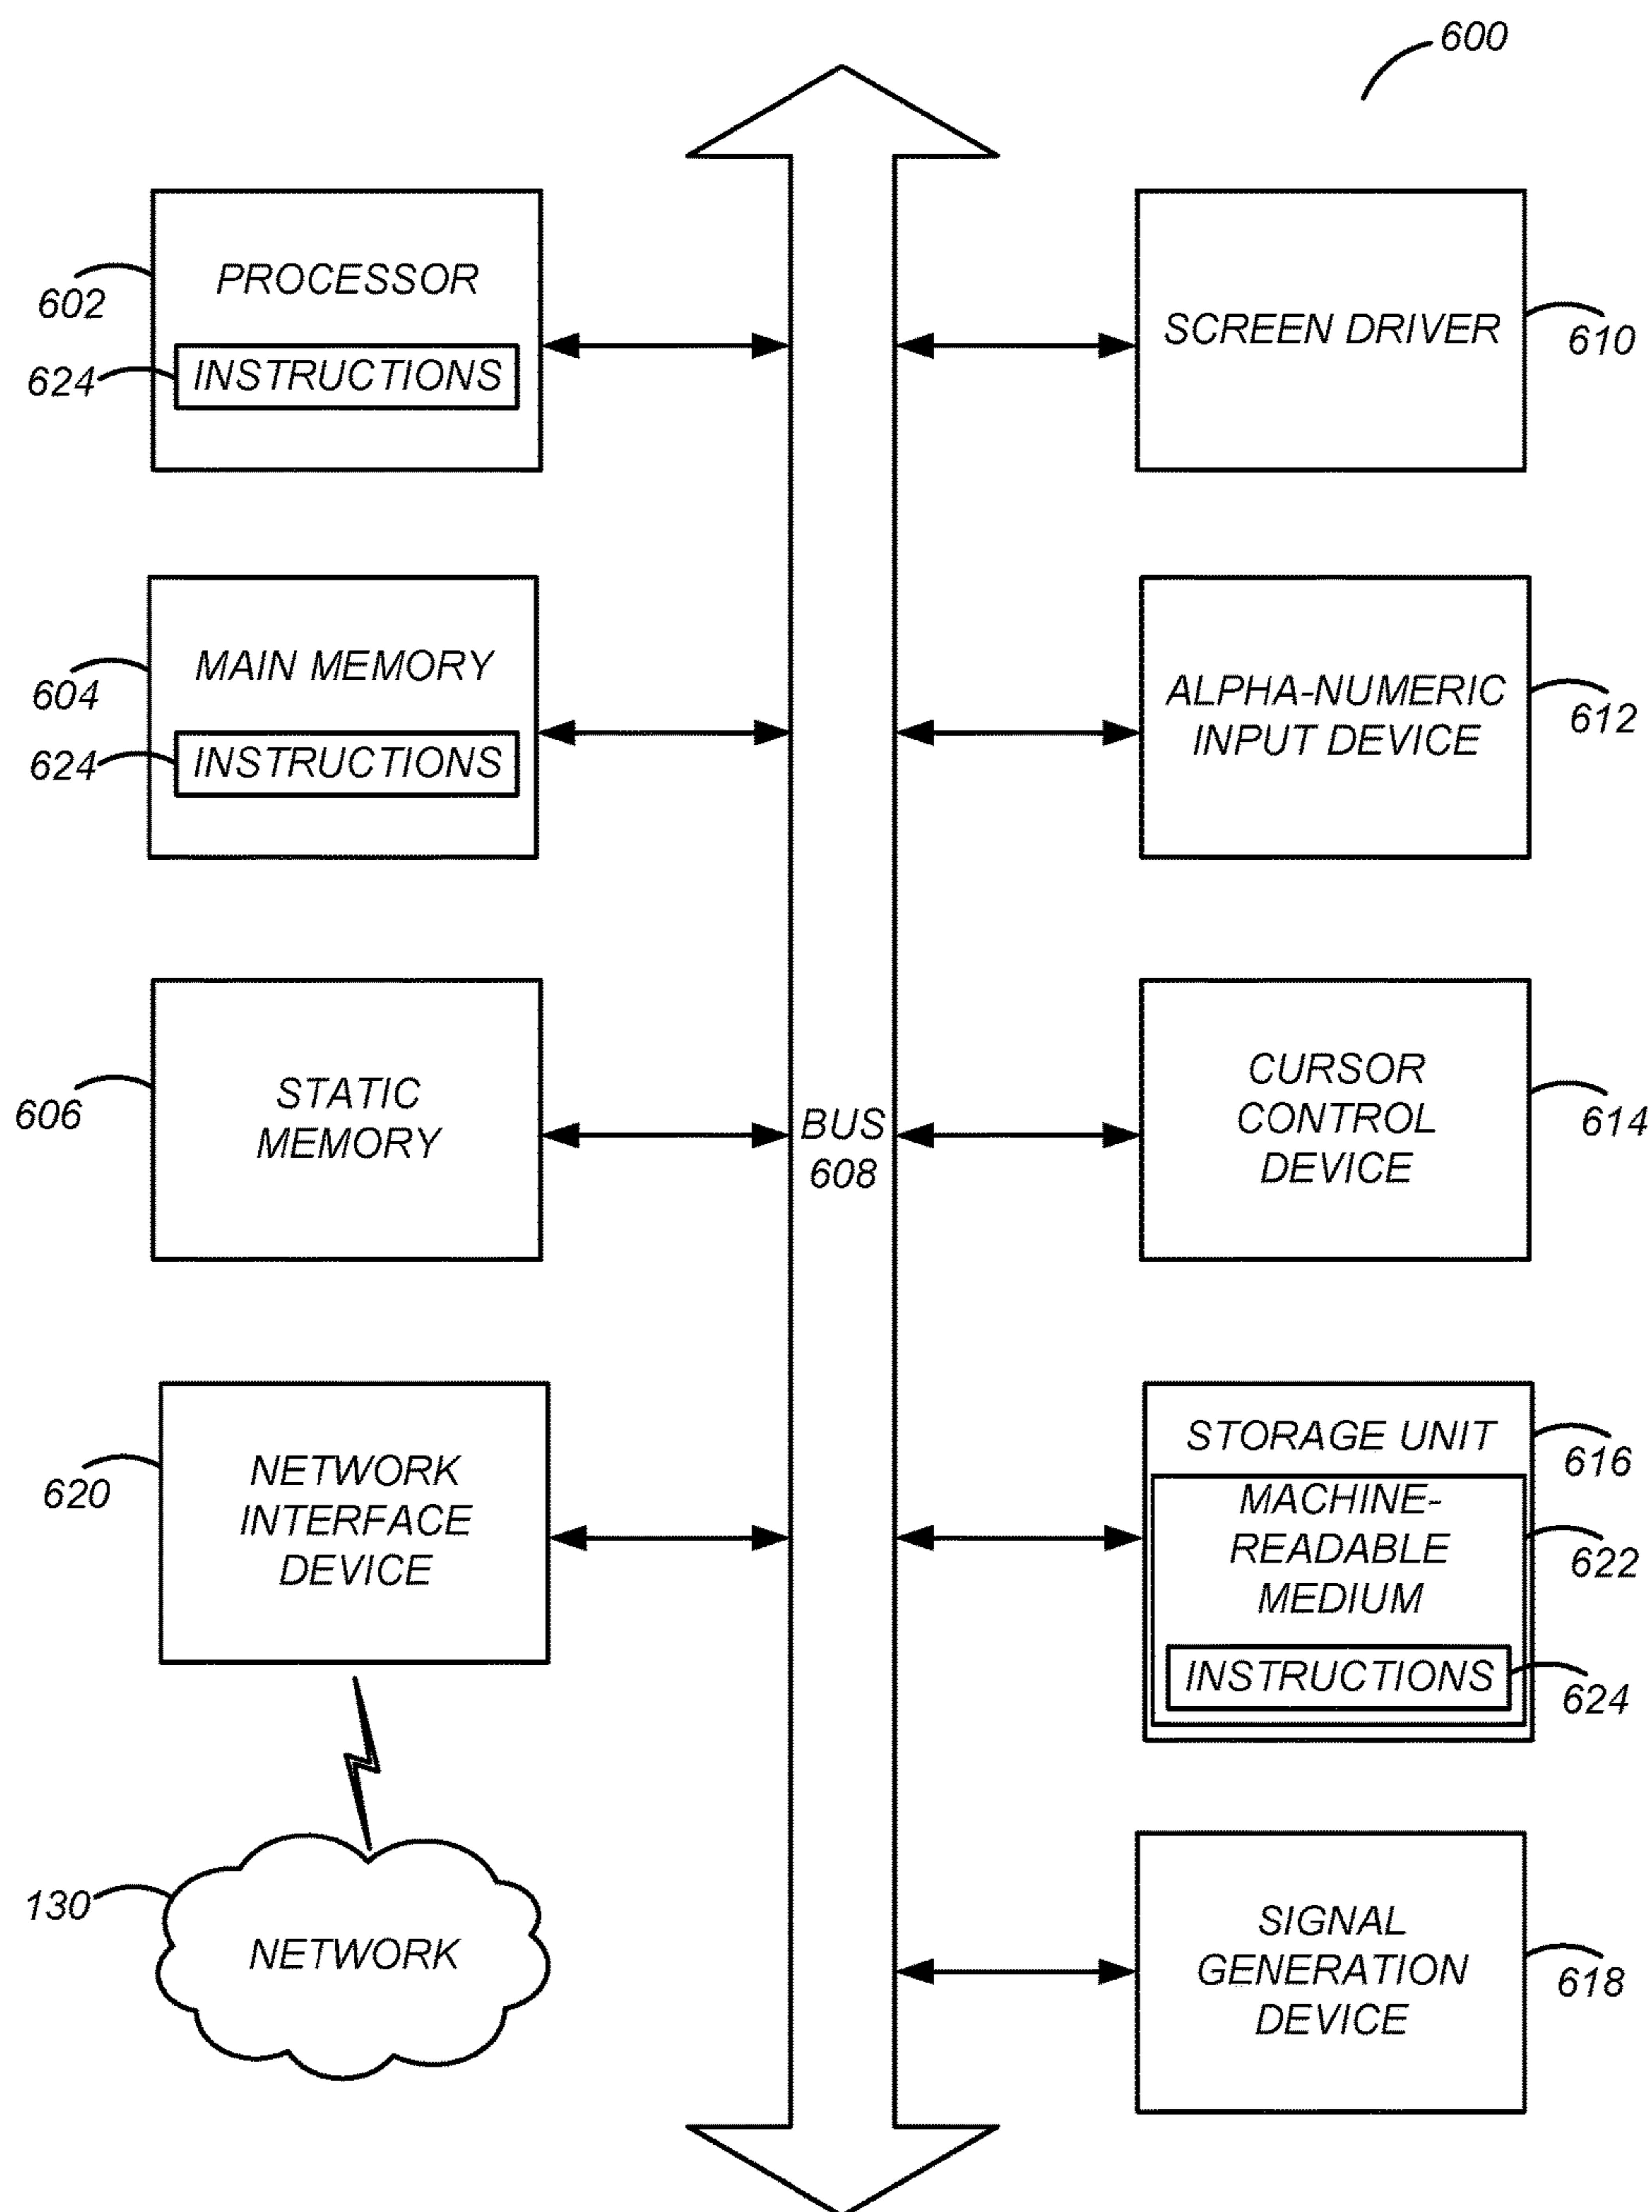 600
PROCESSOR
602
INSTRUCTIONS
624
MAIN MEMORY
604
INSTRUCTIONS
624
STATIC
MEMORY
606
NETWORK
INTERFACE
DEVICE
620
NETWORK
130
BUS
608
SCREEN DRIVER
610
ALPHA-NUMERIC
INPUT DEVICE
612
CURSOR
CONTROL
DEVICE
614
STORAGE UNIT
616
MACHINE-
READABLE
MEDIUM
622
INSTRUCTIONS
624
SIGNAL
GENERATION
DEVICE
618